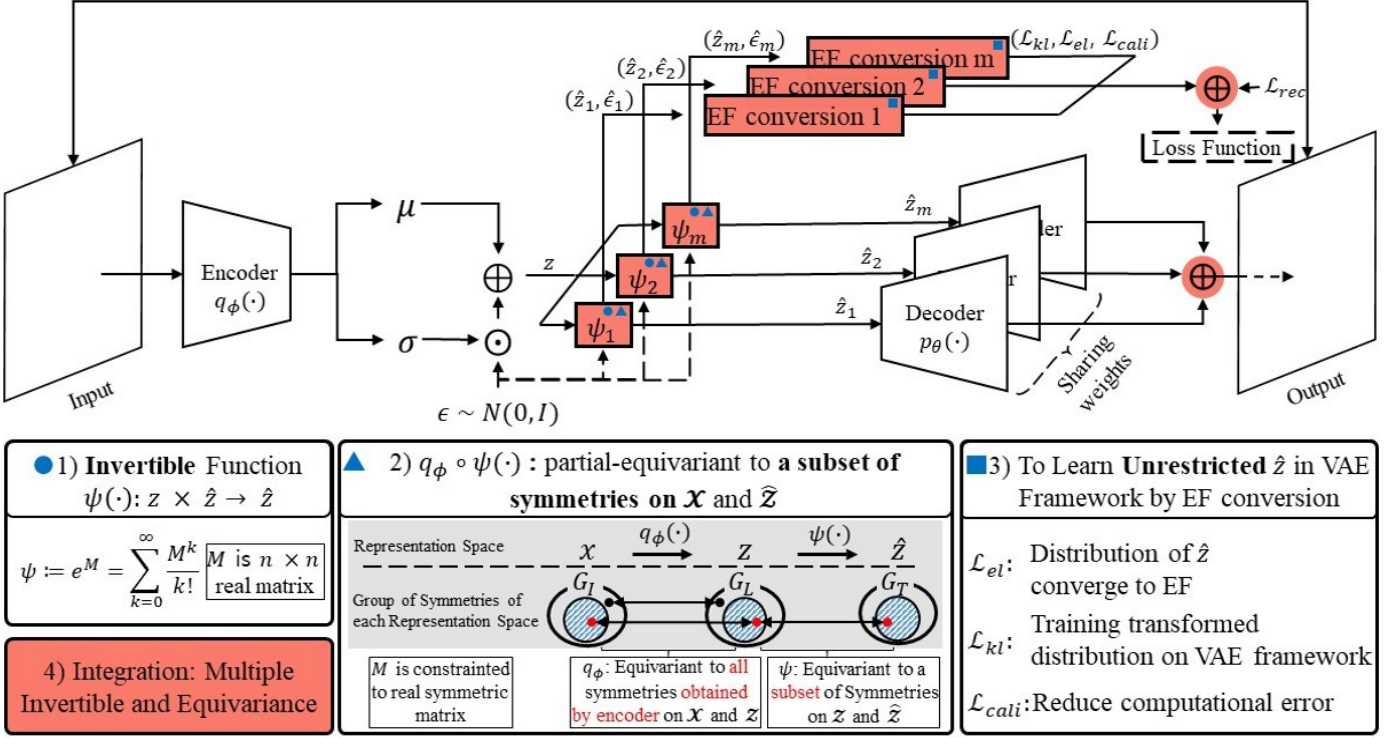 (ẑ_m, ε̂_m)
EF conversion m
(ℒ_kl, ℒ_el, ℒ_cali)
(ẑ_2, ε̂_2)
EF conversion 2
(ẑ_1, ε̂_1)
EF conversion 1
⊕
ℒ_rec
Loss Function
Input
Encoder
q_ϕ(·)
μ
σ
⊕
⊙
ϵ ~ N(0, I)
z
ψ_m
ψ_2
ψ_1
ẑ_m
ẑ_2
ẑ_1
der
r
Decoder
p_θ(·)
Sharing
weights
⊕
Output
1) Invertible Function
ψ(·): z × ẑ → ẑ
ψ ≔ e^M = ∑_{k=0}^{∞} M^k / k!
M is n × n
real matrix
4) Integration: Multiple
Invertible and Equivariance
2) q_ϕ ∘ ψ(·) : partial-equivariant to a subset of
symmetries on 𝓧 and 𝓩̂
Representation Space
𝒳 q_ϕ(·) Z ψ(·) Ẑ
Group of Symmetries of
each Representation Space
G_I G_L G_T
M is constrainted
to real symmetric
matrix
q_ϕ: Equivariant to all
symmetries obtained
by encoder on 𝓧 and 𝓩
ψ: Equivariant to a
subset of Symmetries
on 𝓩 and 𝓩̂
3) To Learn Unrestricted ẑ in VAE
Framework by EF conversion
ℒ_el: Distribution of ẑ
converge to EF
ℒ_kl: Training transformed
distribution on VAE framework
ℒ_cali: Reduce computational error